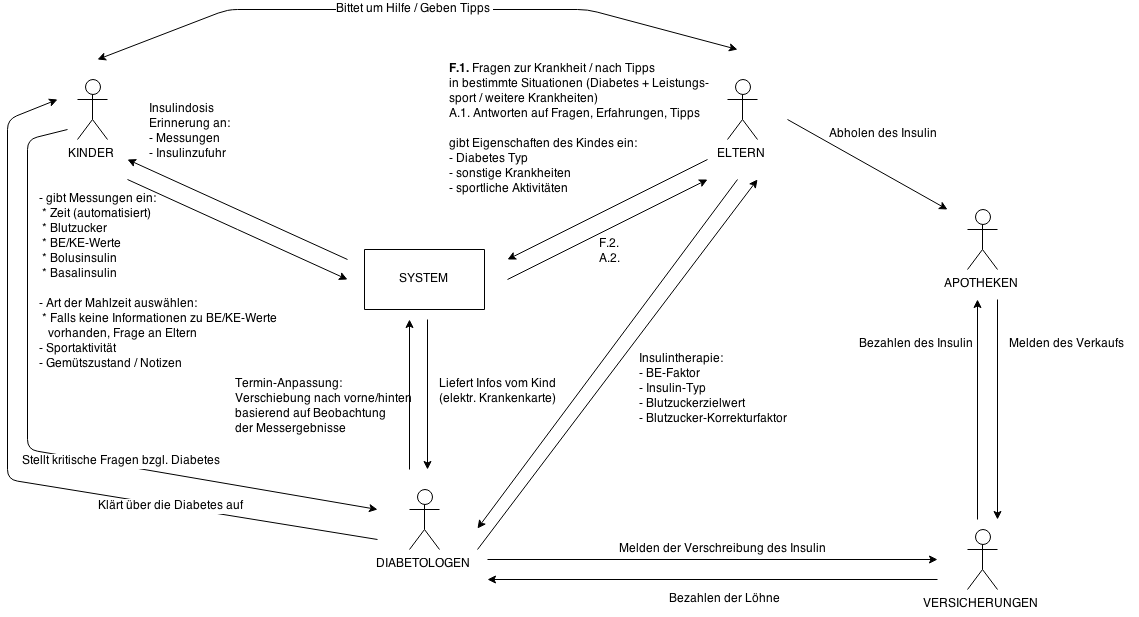 Bittet um Hilfe / Geben Tipps
F.1. Fragen zur Krankheit / nach Tipps
in bestimmte Situationen (Diabetes + Leistungs-
sport / weitere Krankheiten)
A.1. Antworten auf Fragen, Erfahrungen, Tipps
gibt Eigenschaften des Kindes ein:
- Diabetes Typ
- sonstige Krankheiten
- sportliche Aktivitäten
Insulindosis
Erinnerung an:
- Messungen
- Insulinzufuhr
KINDER
ELTERN
Abholen des Insulin
- gibt Messungen ein:
* Zeit (automatisiert)
* Blutzucker
* BE/KE-Werte
* Bolusinsulin
* Basalinsulin
- Art der Mahlzeit auswählen:
* Falls keine Informationen zu BE/KE-Werte
vorhanden, Frage an Eltern
- Sportaktivität
- Gemütszustand / Notizen
SYSTEM
F.2.
A.2.
APOTHEKEN
Bezahlen des Insulin
Melden des Verkaufs
Insulintherapie:
- BE-Faktor
- Insulin-Typ
- Blutzuckerzielwert
- Blutzucker-Korrekturfaktor
Termin-Anpassung:
Verschiebung nach vorne/hinten
basierend auf Beobachtung
der Messergebnisse
Liefert Infos vom Kind
(elektr. Krankenkarte)
Stellt kritische Fragen bzgl. Diabetes
Klärt über die Diabetes auf
DIABETOLOGEN
Melden der Verschreibung des Insulin
Bezahlen der Löhne
VERSICHERUNGEN